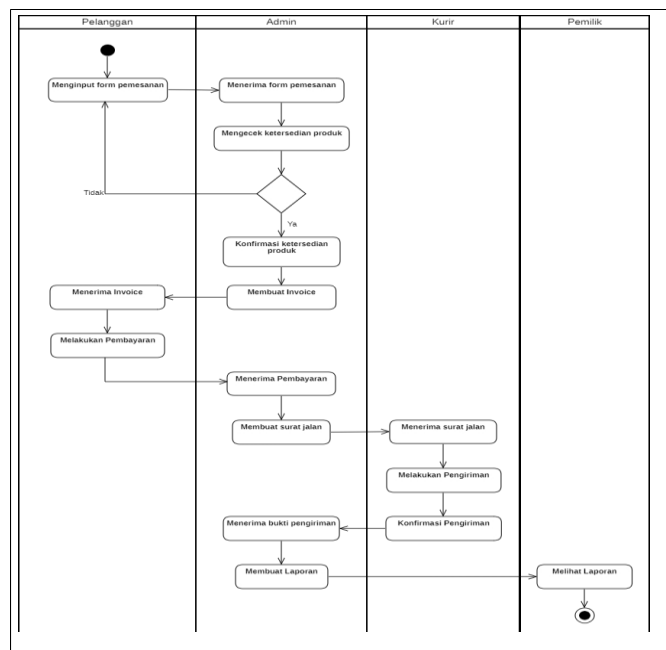 Pelanggan
Admin
Kurir
Pemilik
Menginput form pemesanan
Menerima form pemesanan
Mengecek ketersedian produk
Tidak
Ya
Konfirmasi ketersedian
produk
Menerima Invoice
Membuat Invoice
Melakukan Pembayaran
Menerima Pembayaran
Membuat surat jalan
Menerima surat jalan
Melakukan Pengiriman
Menerima bukti pengiriman
Konfirmasi Pengiriman
Membuat Laporan
Melihat Laporan